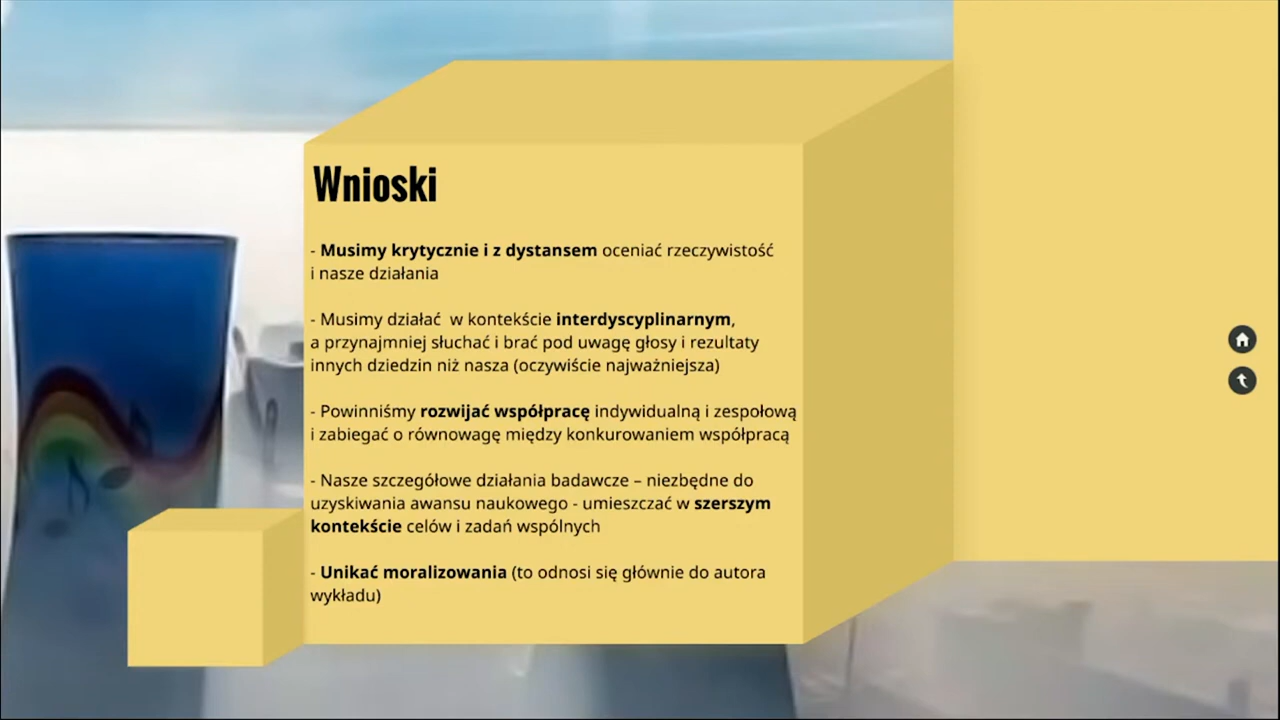 Wnioski
- Musimy krytycznie i z dystansem oceniać rzeczywistość
i nasze działania
- Musimy działać w kontekście interdyscyplinarnym,
a przynajmniej słuchać i brać pod uwagę głosy i rezultaty
innych dziedzin niż nasza (oczywiście najważniejsza)
- Powinniśmy rozwijać współpracę indywidualną i zespołową
i zabiegać o równowagę między konkurowaniem współpracą
- Nasze szczegółowe działania badawcze – niezbędne do
uzyskiwania awansu naukowego - umieszczać w szerszym
kontekście celów i zadań wspólnych
- Unikać moralizowania (to odnosi się głównie do autora
wykładu)